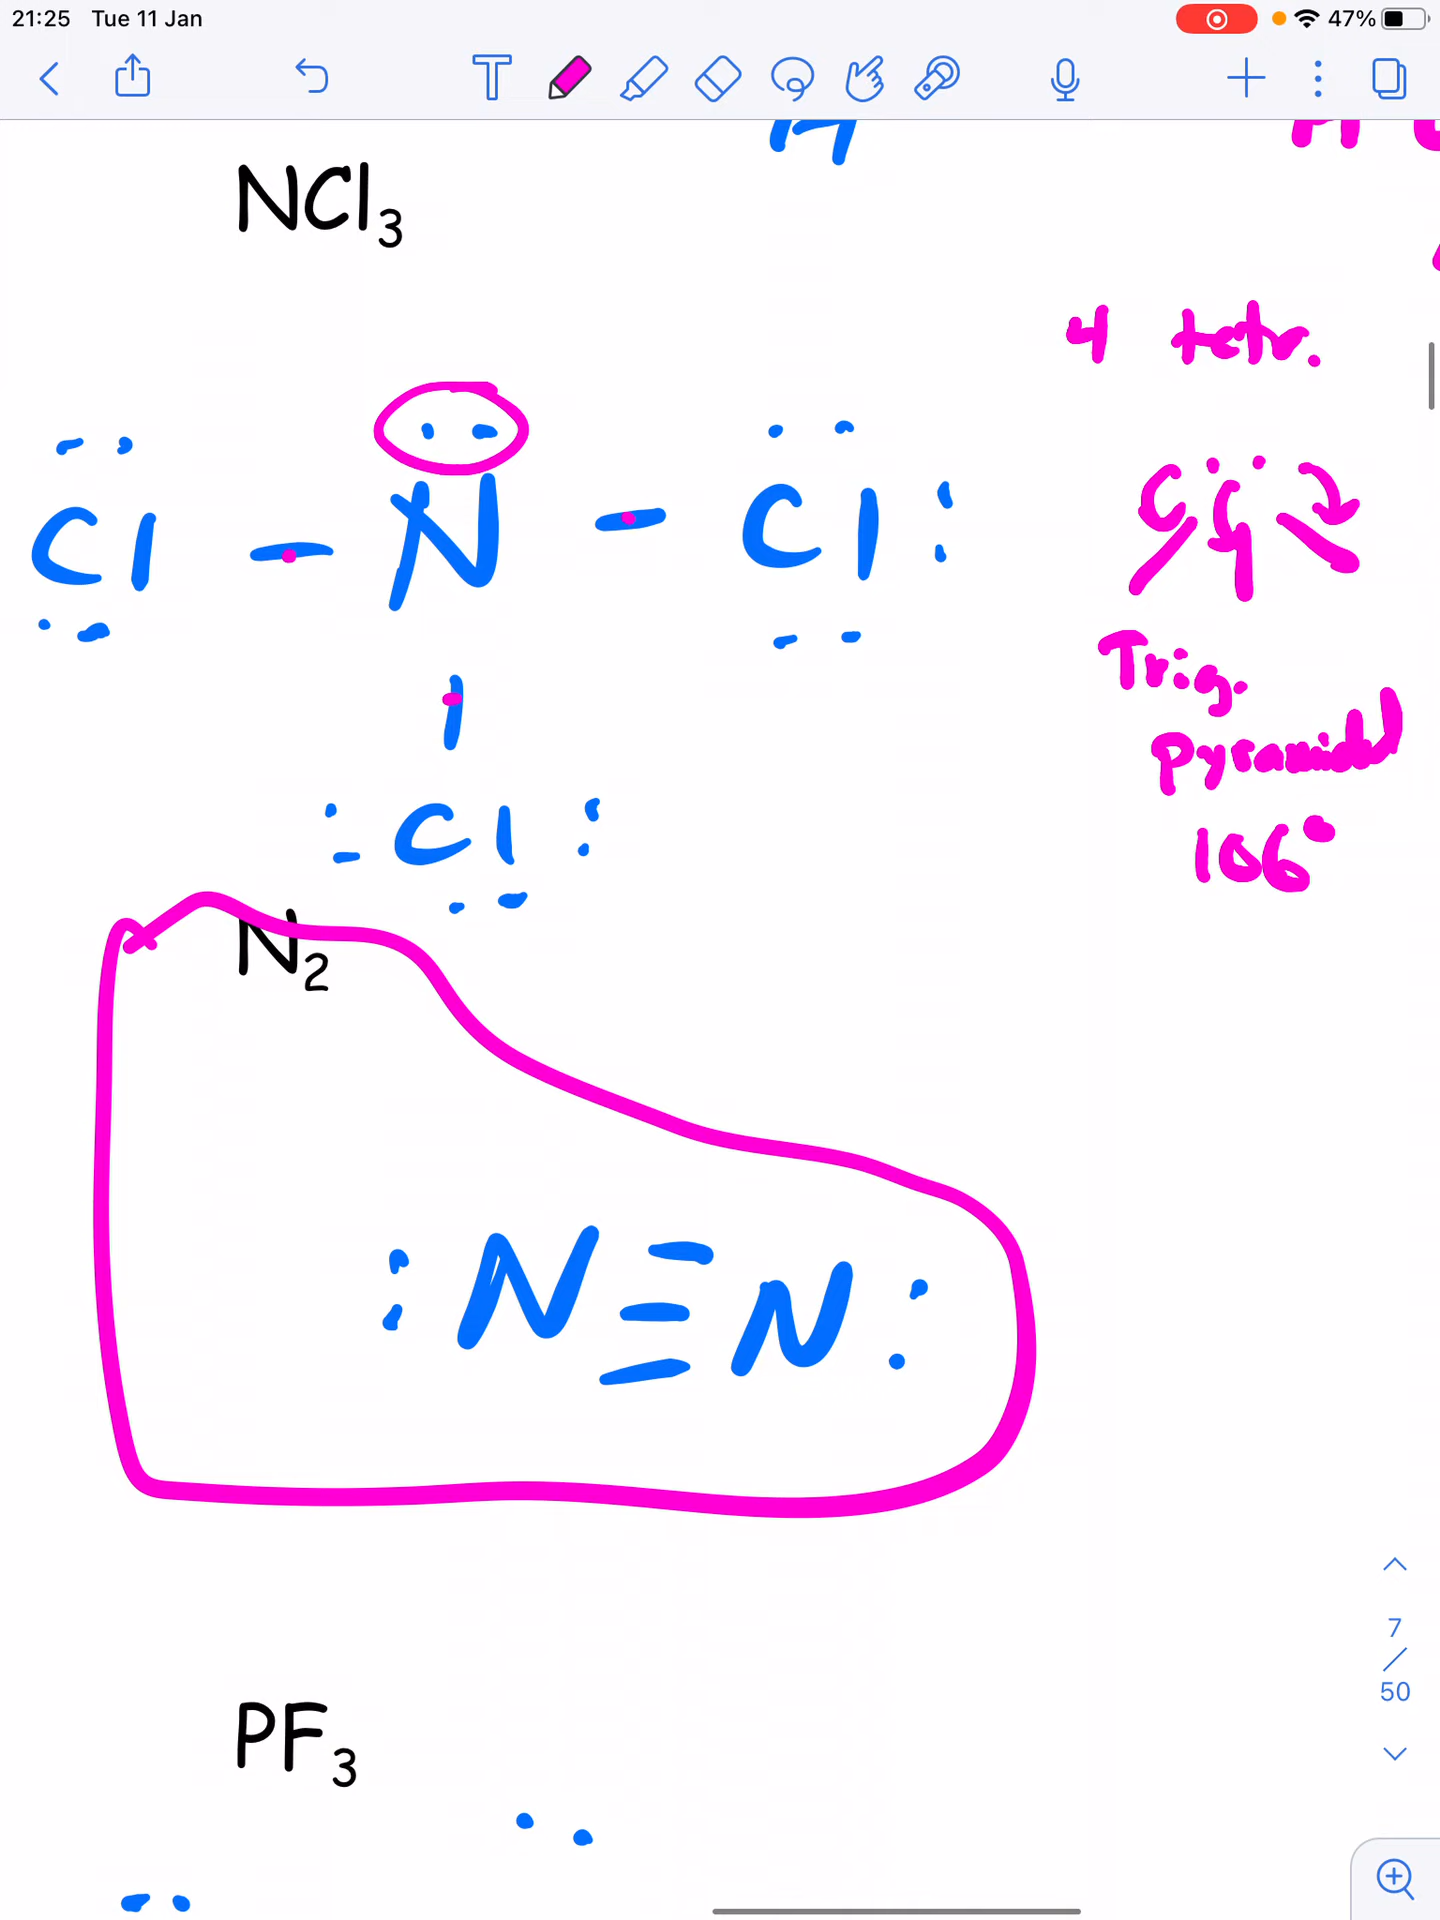 21:25 Tue 11 Jan 47%
T
H
H
NCl₃
4 tetr.
Cl - N - Cl :
Trig.
Pyramidal
|
: Cl :
106°
N₂
: N ≡ N :
7
/
50
PF₃